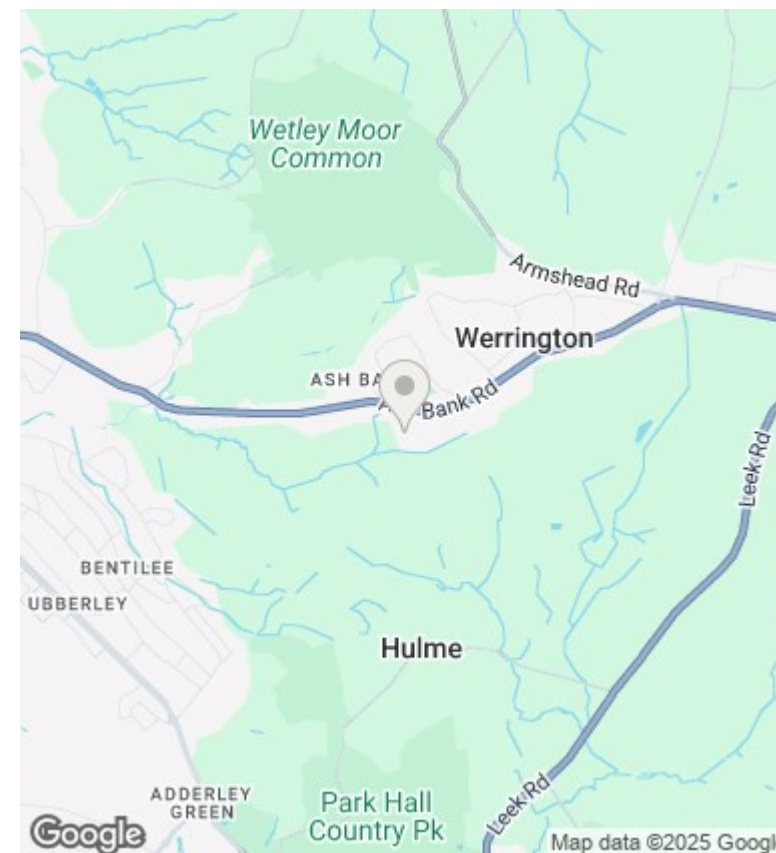 Wetley Moor
Common
Armshead Rd
Werrington
ASH BA
Bank Rd
Leek Rd
BENTILEE
UBBERLEY
Hulme
ADDERLEY
GREEN
Park Hall
Country Pk
Leek Rd
Google
Map data ©2025 Googl